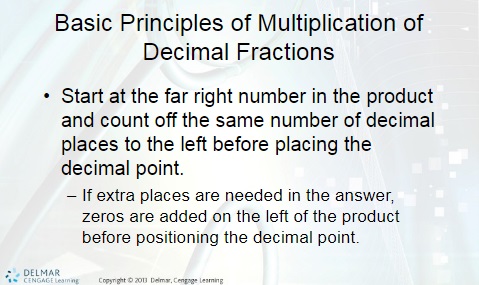 Basic Principles of Multiplication of
Decimal Fractions
• Start at the far right number in the product
and count off the same number of decimal
places to the left before placing the
decimal point.
– If extra places are needed in the answer,
zeros are added on the left of the product
before positioning the decimal point.
DELMAR
CENGAGE Learning
Copyright © 2013 Delmar, Cengage Learning